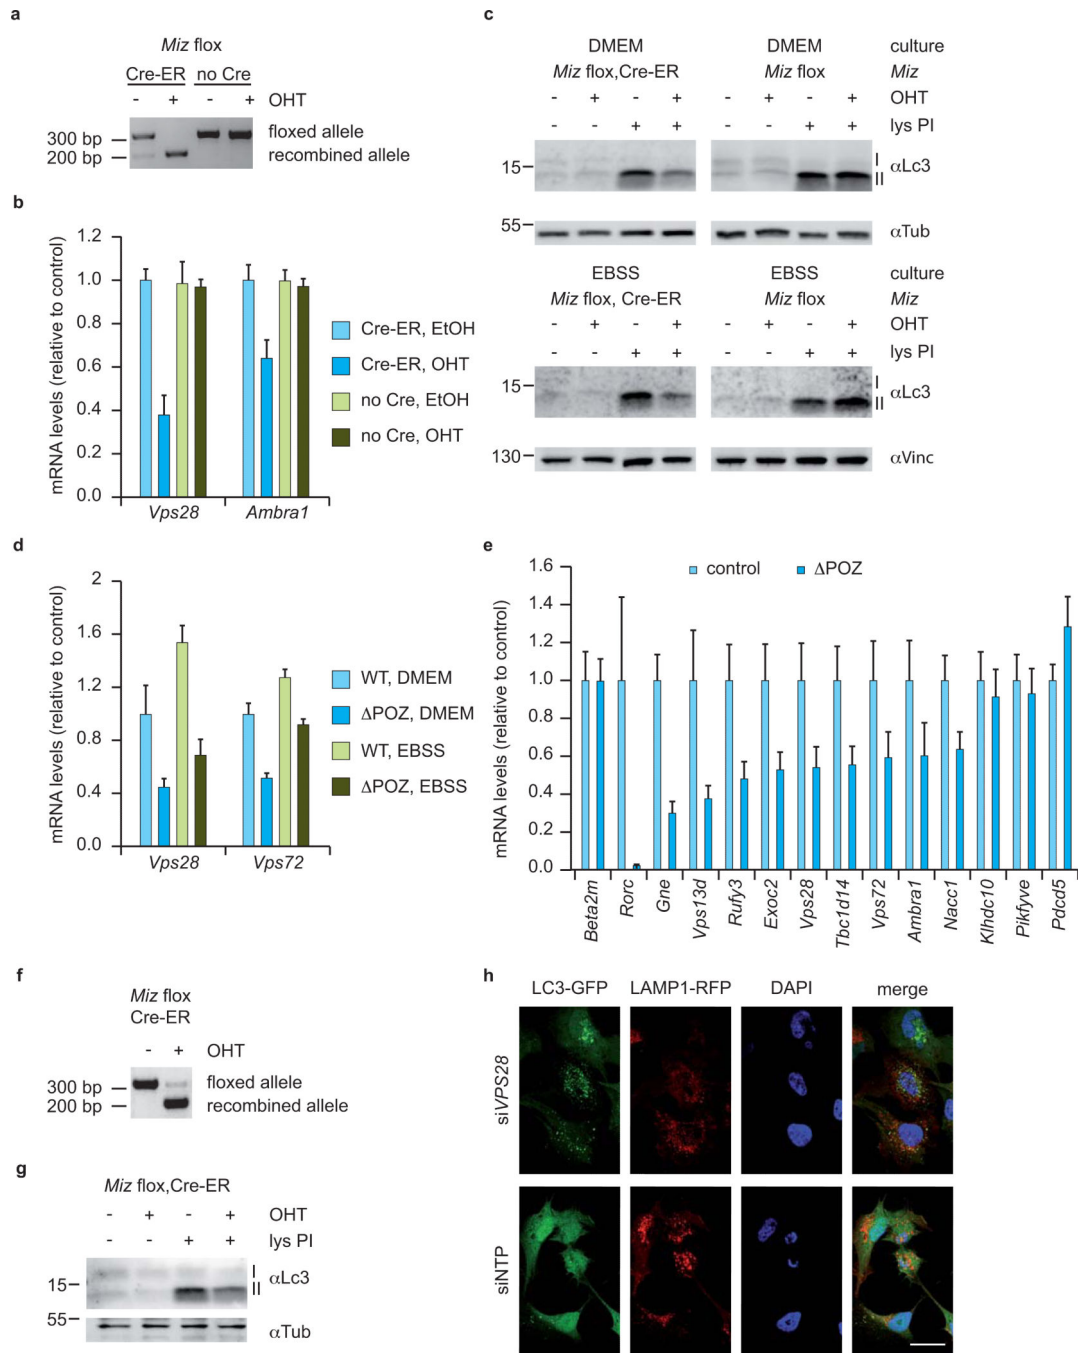 a
Miz flox
Cre-ER no Cre
- + - + OHT
300 bp floxed allele
200 bp recombined allele
b
mRNA levels (relative to control)
1.2
1.0
0.8
0.6
0.4
0.2
0.0
Vps28 Ambra1
Cre-ER, EtOH
Cre-ER, OHT
no Cre, EtOH
no Cre, OHT
c
DMEM DMEM culture
Miz flox,Cre-ER Miz flox Miz
- + - + - + - + OHT
- - + + - - + + lys PI
15 I αLc3
II
55 αTub
EBSS EBSS culture
Miz flox, Cre-ER Miz flox Miz
- + - + - + - + OHT
- - + + - - + + lys PI
15 I αLc3
II
130 αVinc
d
mRNA levels (relative to control)
2
1.6
1.2
0.8
0.4
0.0
Vps28 Vps72
WT, DMEM
ΔPOZ, DMEM
WT, EBSS
ΔPOZ, EBSS
e
control ΔPOZ
mRNA levels (relative to control)
1.6
1.4
1.2
1.0
0.8
0.6
0.4
0.2
0.0
Beta2m
Rorc
Gne
Vps13d
Rufy3
Exoc2
Vps28
Tbc1d14
Vps72
Ambra1
Nacc1
Klhdc10
Pikfyve
Pdcd5
f
Miz flox
Cre-ER
- + OHT
300 bp floxed allele
200 bp recombined allele
g
Miz flox,Cre-ER
- + - + OHT
- - + + lys PI
15 I αLc3
II
55 αTub
h
LC3-GFP LAMP1-RFP DAPI merge
siVPS28
siNTP